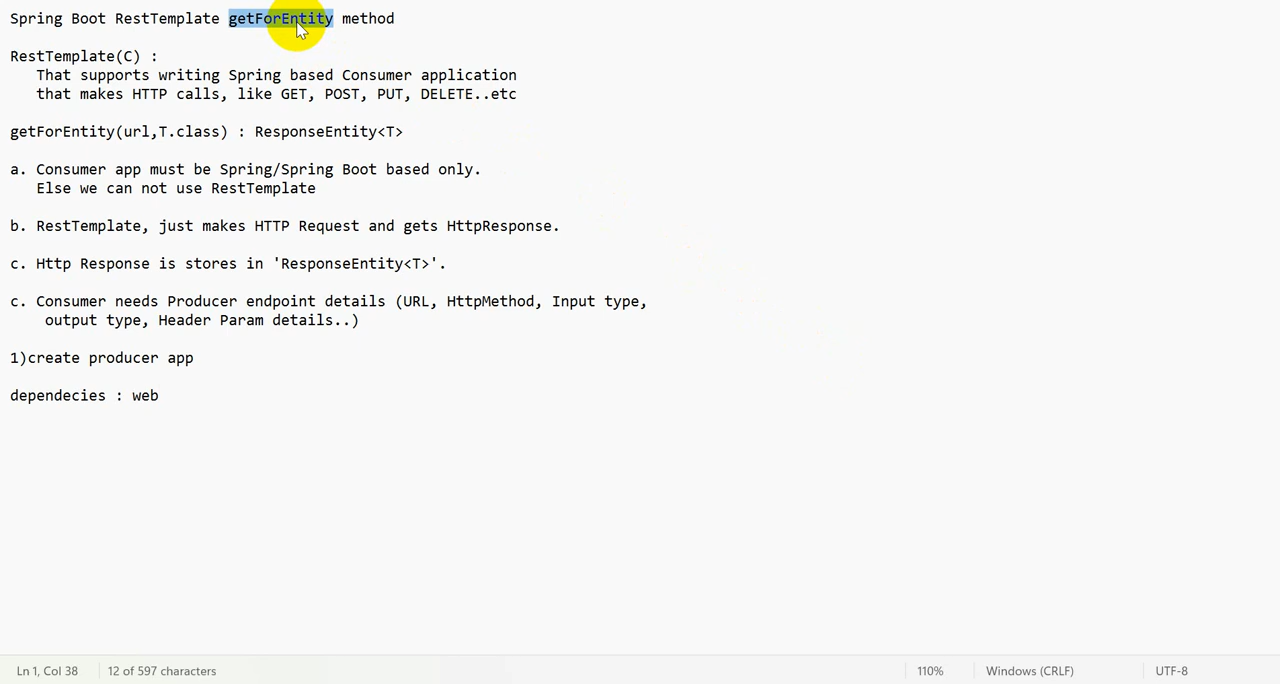 Spring Boot RestTemplate getForEntity method
RestTemplate(C) :
That supports writing Spring based Consumer application
that makes HTTP calls, like GET, POST, PUT, DELETE..etc
getForEntity(url,T.class) : ResponseEntity<T>
a. Consumer app must be Spring/Spring Boot based only.
Else we can not use RestTemplate
b. RestTemplate, just makes HTTP Request and gets HttpResponse.
c. Http Response is stores in 'ResponseEntity<T>'.
c. Consumer needs Producer endpoint details (URL, HttpMethod, Input type,
output type, Header Param details..)
1)create producer app
dependecies : web
Ln 1, Col 38 12 of 597 characters 110% Windows (CRLF) UTF-8